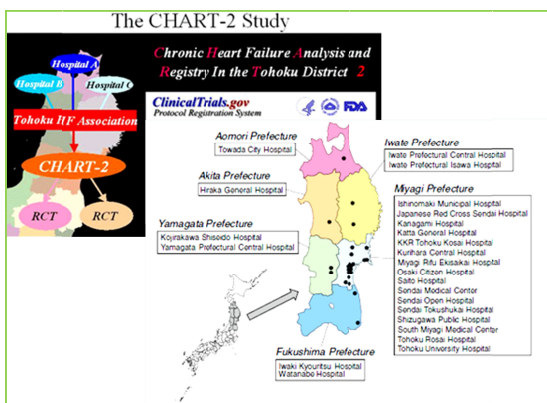 The CHART-2 Study
Chronic Heart Failure Analysis and
Registry In the Tohoku District 2
Hospital A
Hospital B
Hospital C
Tohoku HF Association
CHART-2
RCT
RCT
ClinicalTrials.gov
Protocol Registration System
FDA
Aomori Prefecture
Towada City Hospital
Iwate Prefecture
Iwate Prefectural Central Hospital
Iwate Prefectural Isawa Hospital
Akita Prefecture
Hiraka General Hospital
Miyagi Prefecture
Ishinomaki Municipal Hospital
Japanese Red Cross Sendai Hospital
Kanagami Hospital
Katta General Hospital
KKR Tohoku Kosai Hospital
Kurihara Central Hospital
Miyagi Rifu Ekisaikai Hospital
Osaki Citizen Hospital
Saito Hospital
Sendai Medical Center
Sendai Open Hospital
Sendai Tokushukai Hospital
Shizugawa Public Hospital
South Miyagi Medical Center
Tohoku Rosai Hospital
Tohoku University Hospital
Yamagata Prefecture
Kojirakawa Shiseido Hospital
Yamagata Prefectural Central Hospital
Fukushima Prefecture
Iwaki Kyouritsu Hospital
Watanabe Hospital